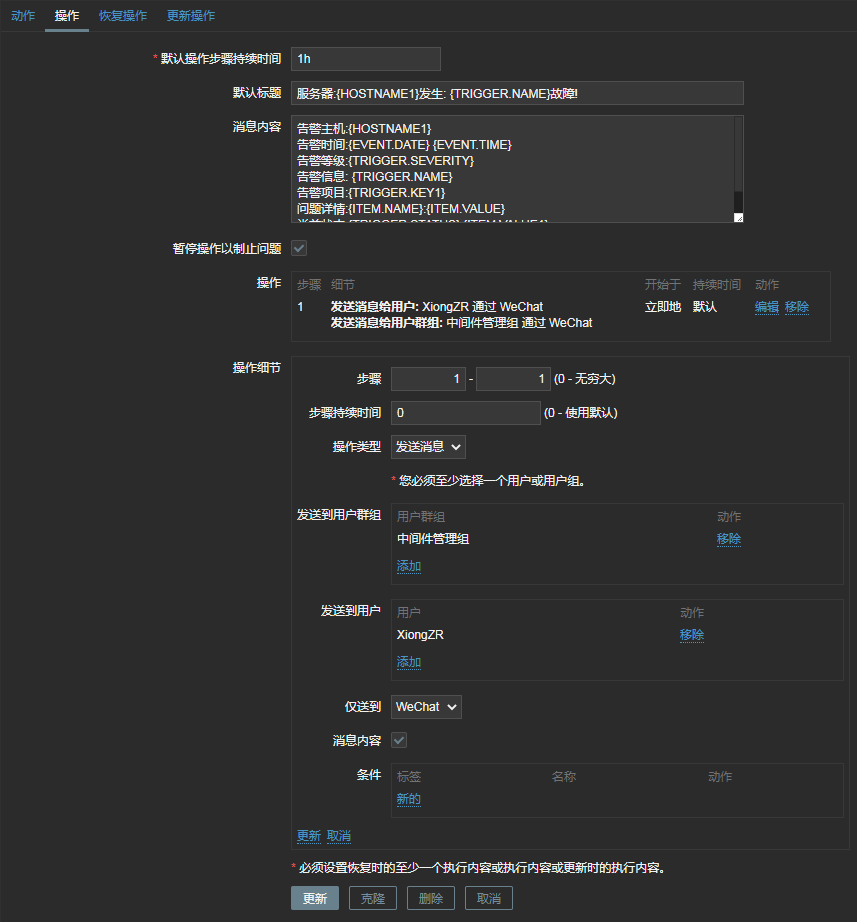 动作 操作 恢复操作 更新操作
* 默认操作步骤持续时间 1h
默认标题 服务器:{HOSTNAME1}发生: {TRIGGER.NAME}故障!
消息内容 告警主机:{HOSTNAME1}
告警时间:{EVENT.DATE} {EVENT.TIME}
告警等级:{TRIGGER.SEVERITY}
告警信息: {TRIGGER.NAME}
告警项目:{TRIGGER.KEY1}
问题详情:{ITEM.NAME}:{ITEM.VALUE}
当前状态:{TRIGGER.STATUS}:{ITEM.VALUE1}
暂停操作以制止问题
操作 步骤 细节 开始于 持续时间 动作
1 发送消息给用户: XiongZR 通过 WeChat 立即地 默认 编辑 移除
发送消息给用户群组: 中间件管理组 通过 WeChat
操作细节
步骤 1 - 1 (0 - 无穷大)
步骤持续时间 0 (0 - 使用默认)
操作类型 发送消息
* 您必须至少选择一个用户或用户组。
发送到用户群组 用户群组 动作
中间件管理组 移除
添加
发送到用户 用户 动作
XiongZR 移除
添加
仅送到 WeChat
消息内容
条件 标签 名称 动作
新的
更新 取消
* 必须设置恢复时的至少一个执行内容或执行内容或更新时的执行内容。
更新 克隆 删除 取消